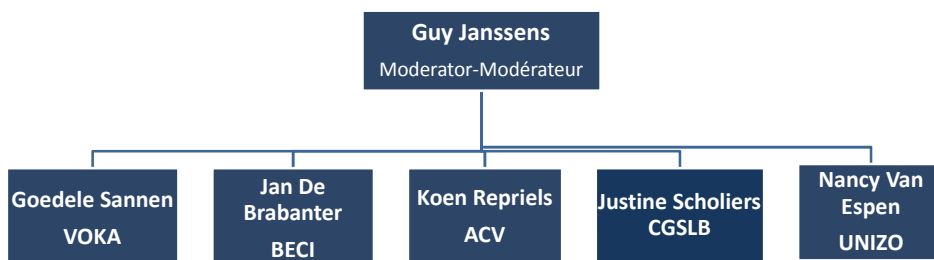 Guy Janssens
Moderator-Modérateur
Goedele Sannen
VOKA
Jan De
Brabanter
BECI
Koen Repriels
ACV
Justine Scholiers
CGSLB
Nancy Van
Espen
UNIZO